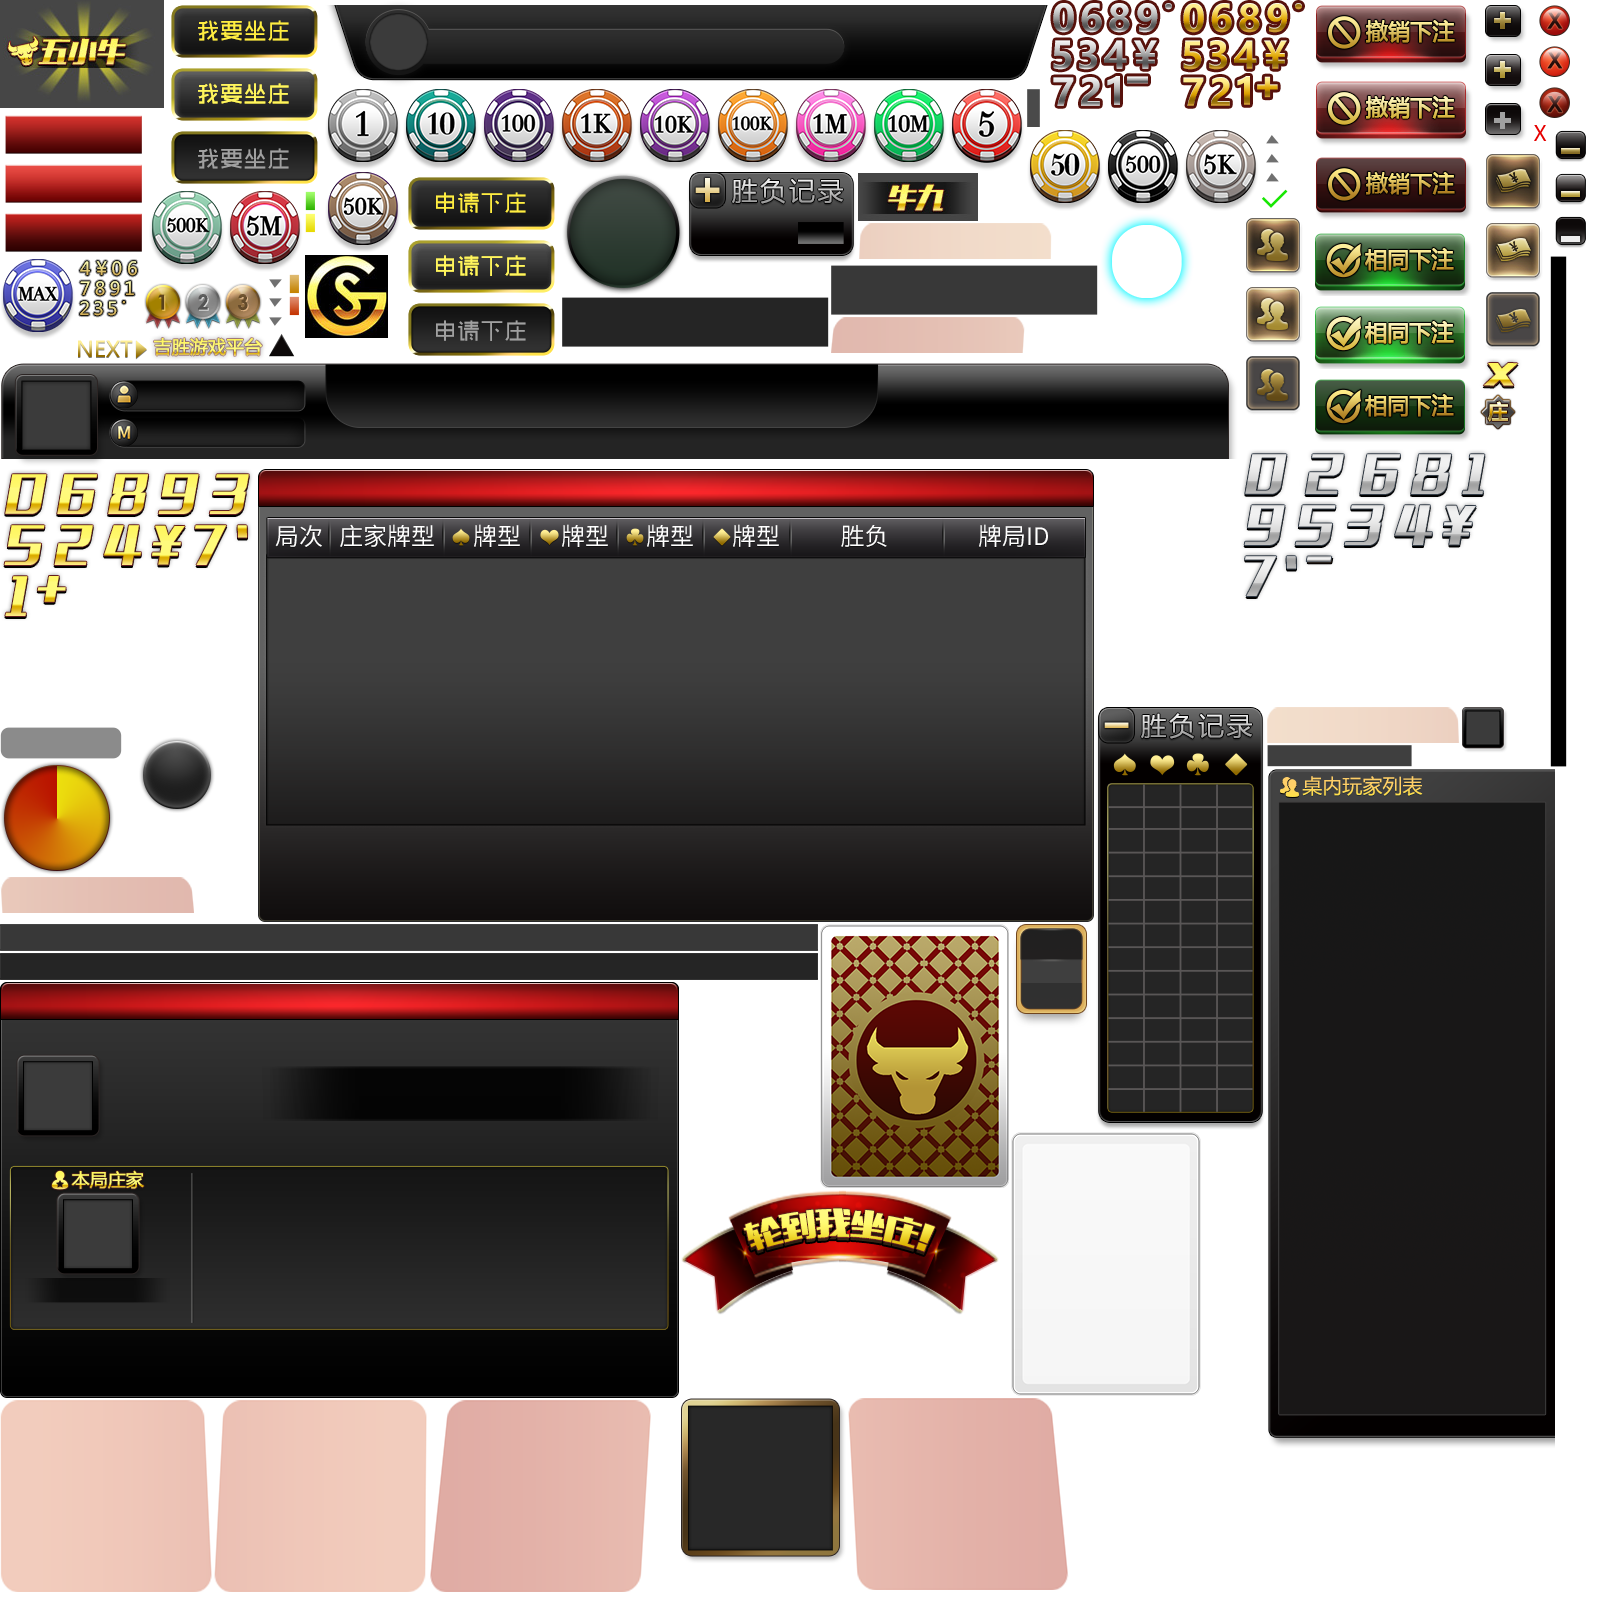 五小牛
我要坐庄
我要坐庄
我要坐庄
0689°
534¥
721-
0689°
534¥
721+
撤销下注
撤销下注
撤销下注
X
X
X
X
1
10
100
1K
10K
100K
1M
10M
5
50
500
5K
500K
5M
50K
MAX
4¥06
7891
235.
1
2
3
NEXT
吉胜游戏平台
GS
申请下庄
申请下庄
申请下庄
胜负记录
牛九
相同下注
相同下注
相同下注
X
庄
M
06893
524¥7'
1+
局次
庄家牌型
牌型
牌型
牌型
牌型
胜负
牌局ID
02681
9534¥
7'-
胜负记录
桌内玩家列表
本局庄家
轮到我坐庄!